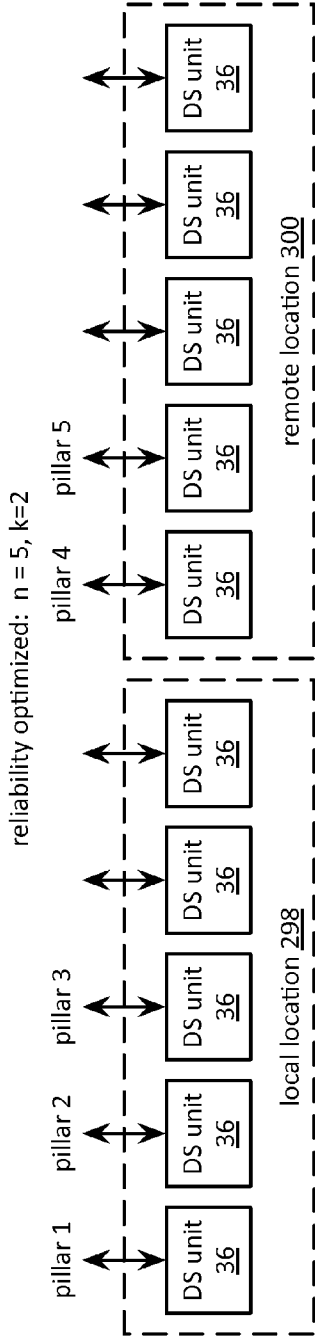 reliability optimized:  n = 5, k=2
pillar 1
pillar 2
pillar 3
pillar 4
pillar 5
DS unit
36
DS unit
36
DS unit
36
DS unit
36
DS unit
36
DS unit
36
DS unit
36
DS unit
36
DS unit
36
DS unit
36
local location 298
remote location 300